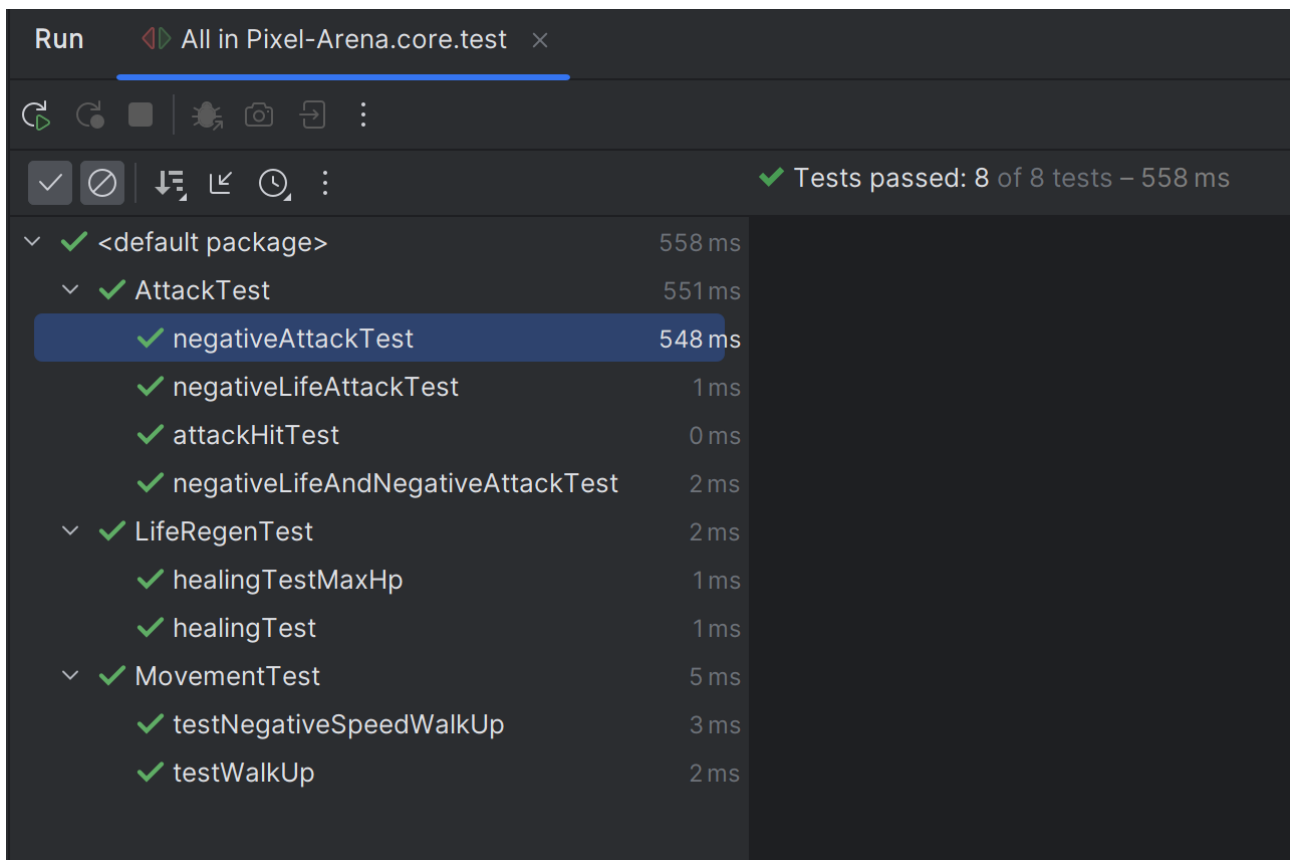 Run All in Pixel-Arena.core.test
Tests passed: 8 of 8 tests – 558 ms
<default package> 558 ms
AttackTest 551 ms
negativeAttackTest 548 ms
negativeLifeAttackTest 1 ms
attackHitTest 0 ms
negativeLifeAndNegativeAttackTest 2 ms
LifeRegenTest 2 ms
healingTestMaxHp 1 ms
healingTest 1 ms
MovementTest 5 ms
testNegativeSpeedWalkUp 3 ms
testWalkUp 2 ms